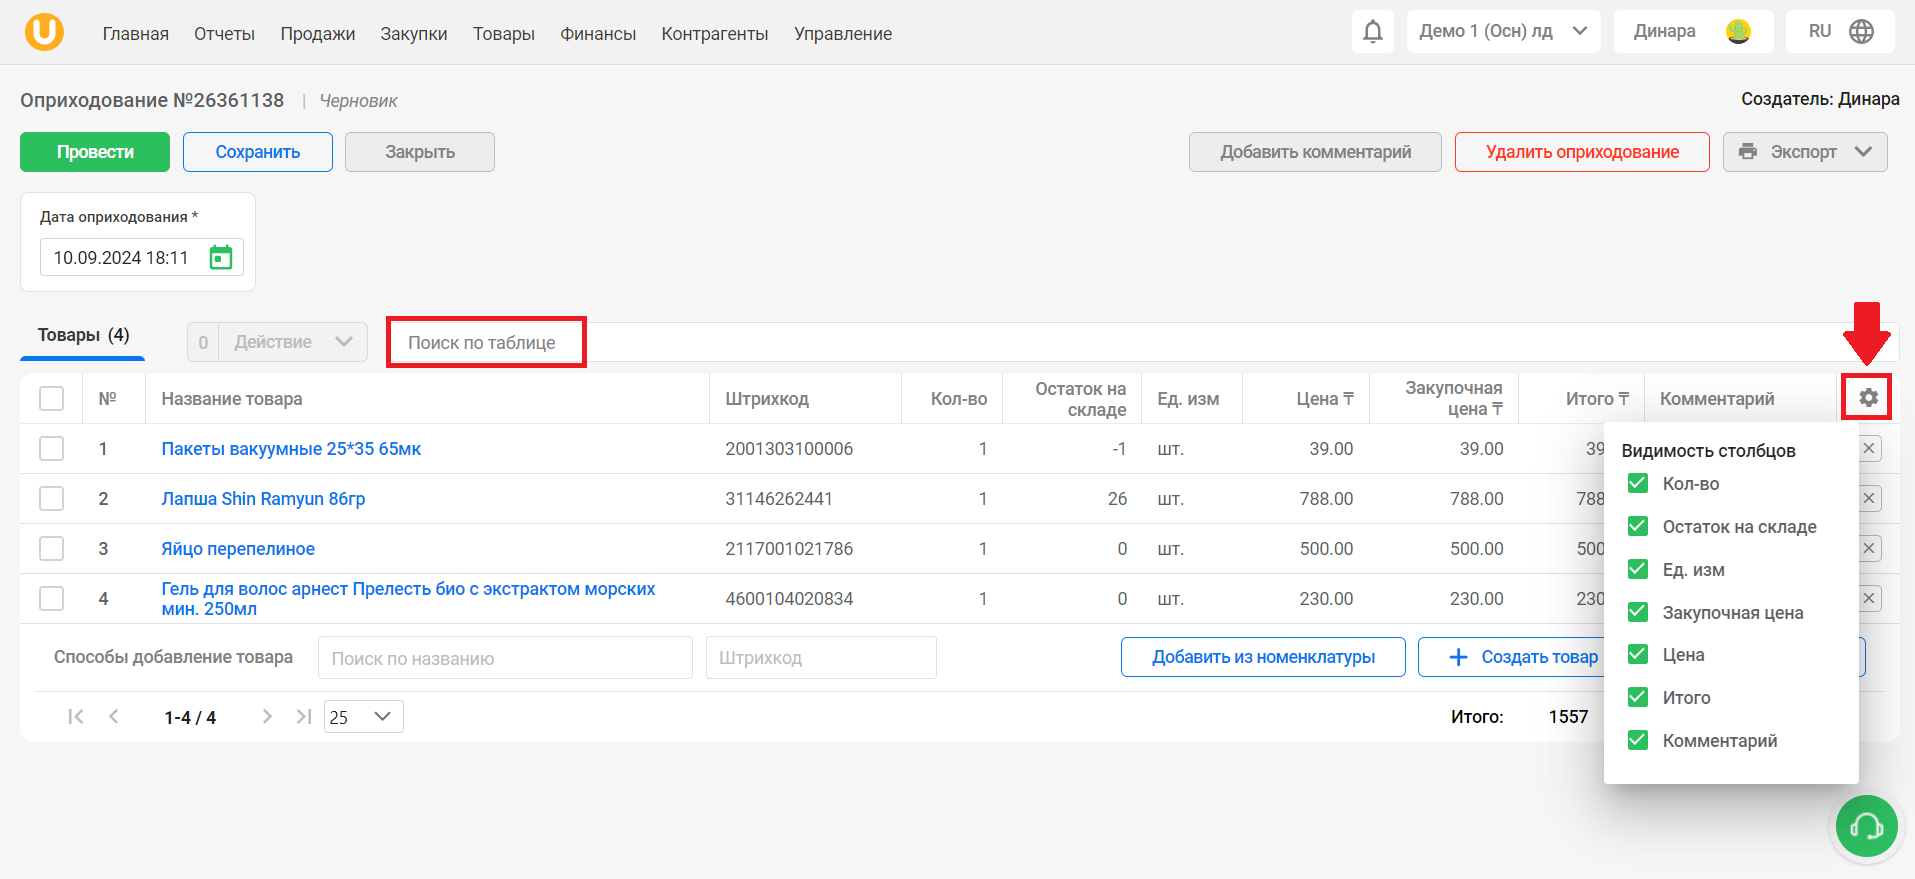 Главная Отчеты Продажи Закупки Товары Финансы Контрагенты Управление Демо 1 (Осн) лд Динара RU
Оприходование №26361138 | Черновик
Создатель: Динара
Провести Сохранить Закрыть Добавить комментарий Удалить оприходование Экспорт
Дата оприходования *
10.09.2024 18:11
Товары (4) 0 Действие Поиск по таблице
№ Название товара Штрихкод Кол-во Остаток на складе Ед. изм Цена ₸ Закупочная цена ₸ Итого ₸ Комментарий
1 Пакеты вакуумные 25*35 65мк 2001303100006 1 -1 шт. 39.00 39.00 39
2 Лапша Shin Ramyun 86гр 31146262441 1 26 шт. 788.00 788.00 788
3 Яйцо перепелиное 2117001021786 1 0 шт. 500.00 500.00 500
4 Гель для волос арнест Прелесть био с экстрактом морских мин. 250мл 4600104020834 1 0 шт. 230.00 230.00 230
Способы добавление товара Поиск по названию Штрихкод Добавить из номенклатуры Создать товар
1-4 / 4 25 Итого: 1557
Видимость столбцов
Кол-во
Остаток на складе
Ед. изм
Закупочная цена
Цена
Итого
Комментарий